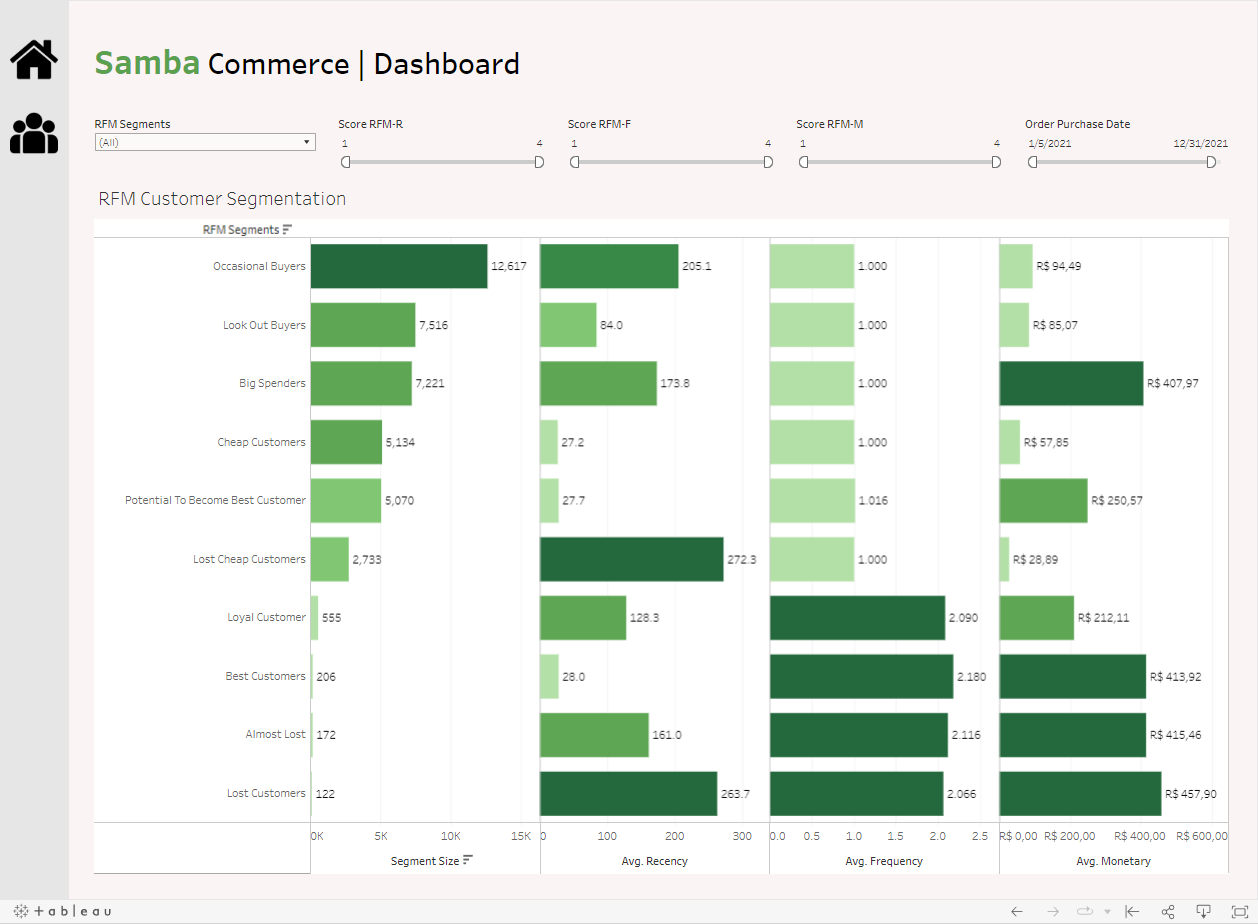 Samba Commerce | Dashboard
RFM Segments
(All)
Score RFM-R
1 4
Score RFM-F
1 4
Score RFM-M
1 4
Order Purchase Date
1/5/2021 12/31/2021
RFM Customer Segmentation
RFM Segments
Occasional Buyers 12,617 205.1 1.000 R$ 94,49
Look Out Buyers 7,516 84.0 1.000 R$ 85,07
Big Spenders 7,221 173.8 1.000 R$ 407,97
Cheap Customers 5,134 27.2 1.000 R$ 57,85
Potential To Become Best Customer 5,070 27.7 1.016 R$ 250,57
Lost Cheap Customers 2,733 272.3 1.000 R$ 28,89
Loyal Customer 555 128.3 2.090 R$ 212,11
Best Customers 206 28.0 2.180 R$ 413,92
Almost Lost 172 161.0 2.116 R$ 415,46
Lost Customers 122 263.7 2.066 R$ 457,90
0K 5K 10K 15K 0 100 200 300 0.0 0.5 1.0 1.5 2.0 2.5 R$ 0,00 R$ 200,00 R$ 400,00 R$ 600,00
Segment Size Avg. Recency Avg. Frequency Avg. Monetary
+ a b l e a u